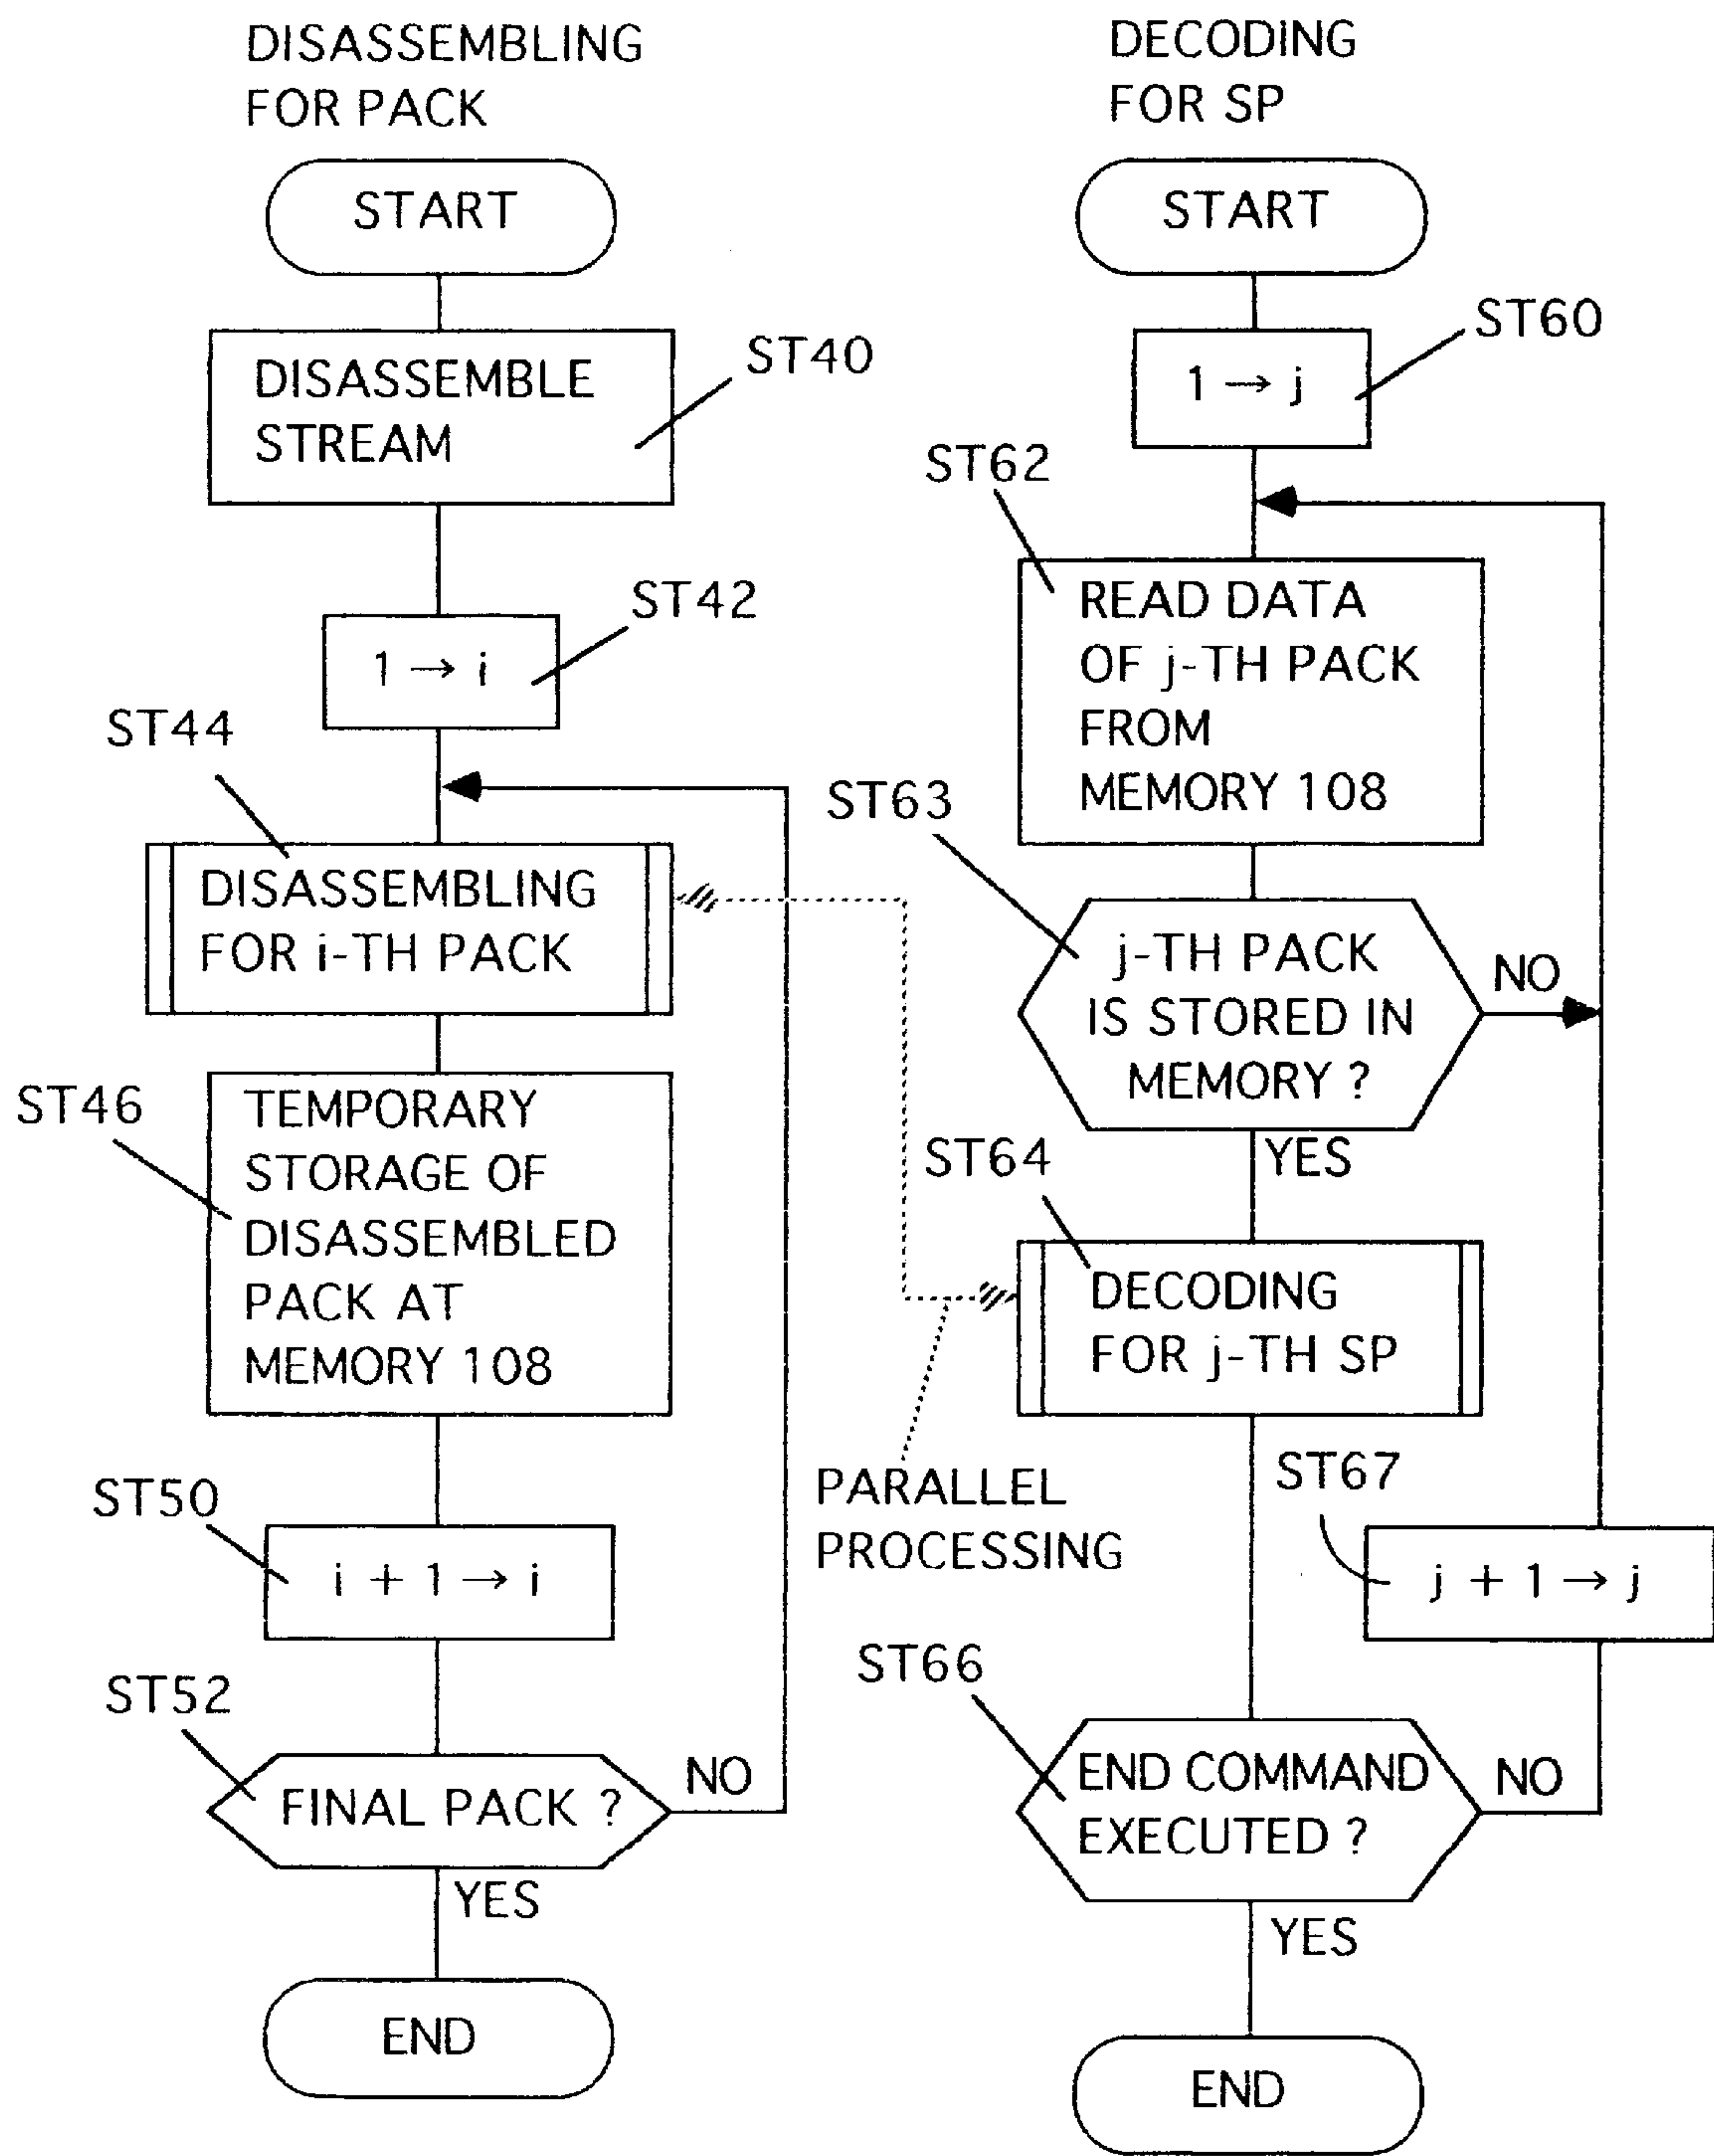 DISASSEMBLING
FOR PACK
START
DISASSEMBLE
STREAM
ST40
1 → i
ST42
ST44
DISASSEMBLING
FOR i-TH PACK
ST46
TEMPORARY
STORAGE OF
DISASSEMBLED
PACK AT
MEMORY 108
ST50
i + 1 → i
ST52
FINAL PACK ?
NO
YES
END
PARALLEL
PROCESSING
DECODING
FOR SP
START
ST60
1 → j
ST62
READ DATA
OF j-TH PACK
FROM
MEMORY 108
ST63
j-TH PACK
IS STORED IN
MEMORY ?
NO
YES
ST64
DECODING
FOR j-TH SP
ST67
j + 1 → j
ST66
END COMMAND
EXECUTED ?
NO
YES
END